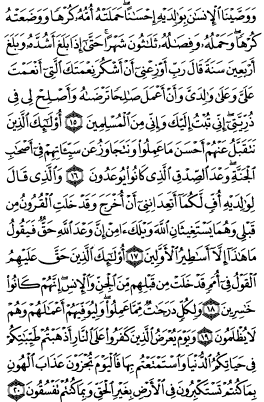 وَوَصَّيْنَا ٱلْإِنسَٰنَ بِوَٰلِدَيْهِ إِحْسَٰنًا ۖ حَمَلَتْهُ أُمُّهُۥ كُرْهًا وَوَضَعَتْهُ
كُرْهًا ۖ وَحَمْلُهُۥ وَفِصَٰلُهُۥ ثَلَٰثُونَ شَهْرًا ۚ حَتَّىٰٓ إِذَا بَلَغَ أَشُدَّهُۥ وَبَلَغَ
أَرْبَعِينَ سَنَةً قَالَ رَبِّ أَوْزِعْنِىٓ أَنْ أَشْكُرَ نِعْمَتَكَ ٱلَّتِىٓ أَنْعَمْتَ
عَلَىَّ وَعَلَىٰ وَٰلِدَىَّ وَأَنْ أَعْمَلَ صَٰلِحًا تَرْضَىٰهُ وَأَصْلِحْ لِى فِى
ذُرِّيَّتِىٓ ۖ إِنِّى تُبْتُ إِلَيْكَ وَإِنِّى مِنَ ٱلْمُسْلِمِينَ ١٥ أُو۟لَٰٓئِكَ ٱلَّذِينَ
نَتَقَبَّلُ عَنْهُمْ أَحْسَنَ مَا عَمِلُوا۟ وَنَتَجَاوَزُ عَن سَيِّـَٔاتِهِمْ فِىٓ أَصْحَٰبِ
ٱلْجَنَّةِ ۖ وَعْدَ ٱلصِّدْقِ ٱلَّذِى كَانُوا۟ يُوعَدُونَ ١٦ وَٱلَّذِى قَالَ
لِوَٰلِدَيْهِ أُفٍّ لَّكُمَآ أَتَعِدَانِنِىٓ أَنْ أُخْرَجَ وَقَدْ خَلَتِ ٱلْقُرُونُ مِن
قَبْلِى وَهُمَا يَسْتَغِيثَانِ ٱللَّهَ وَيْلَكَ ءَامِنْ إِنَّ وَعْدَ ٱللَّهِ حَقٌّ فَيَقُولُ
مَا هَٰذَآ إِلَّآ أَسَٰطِيرُ ٱلْأَوَّلِينَ ١٧ أُو۟لَٰٓئِكَ ٱلَّذِينَ حَقَّ عَلَيْهِمُ
ٱلْقَوْلُ فِىٓ أُمَمٍ قَدْ خَلَتْ مِن قَبْلِهِم مِّنَ ٱلْجِنِّ وَٱلْإِنسِ ۖ إِنَّهُمْ كَانُوا۟
خَٰسِرِينَ ١٨ وَلِكُلٍّ دَرَجَٰتٌ مِّمَّا عَمِلُوا۟ ۖ وَلِيُوَفِّيَهُمْ أَعْمَٰلَهُمْ وَهُمْ
لَا يُظْلَمُونَ ١٩ وَيَوْمَ يُعْرَضُ ٱلَّذِينَ كَفَرُوا۟ عَلَى ٱلنَّارِ أَذْهَبْتُمْ طَيِّبَٰتِكُمْ
فِى حَيَاتِكُمُ ٱلدُّنْيَا وَٱسْتَمْتَعْتُم بِهَا فَٱلْيَوْمَ تُجْزَوْنَ عَذَابَ ٱلْهُونِ
بِمَا كُنتُمْ تَسْتَكْبِرُونَ فِى ٱلْأَرْضِ بِغَيْرِ ٱلْحَقِّ وَبِمَا كُنتُمْ تَفْسُقُونَ ٢٠